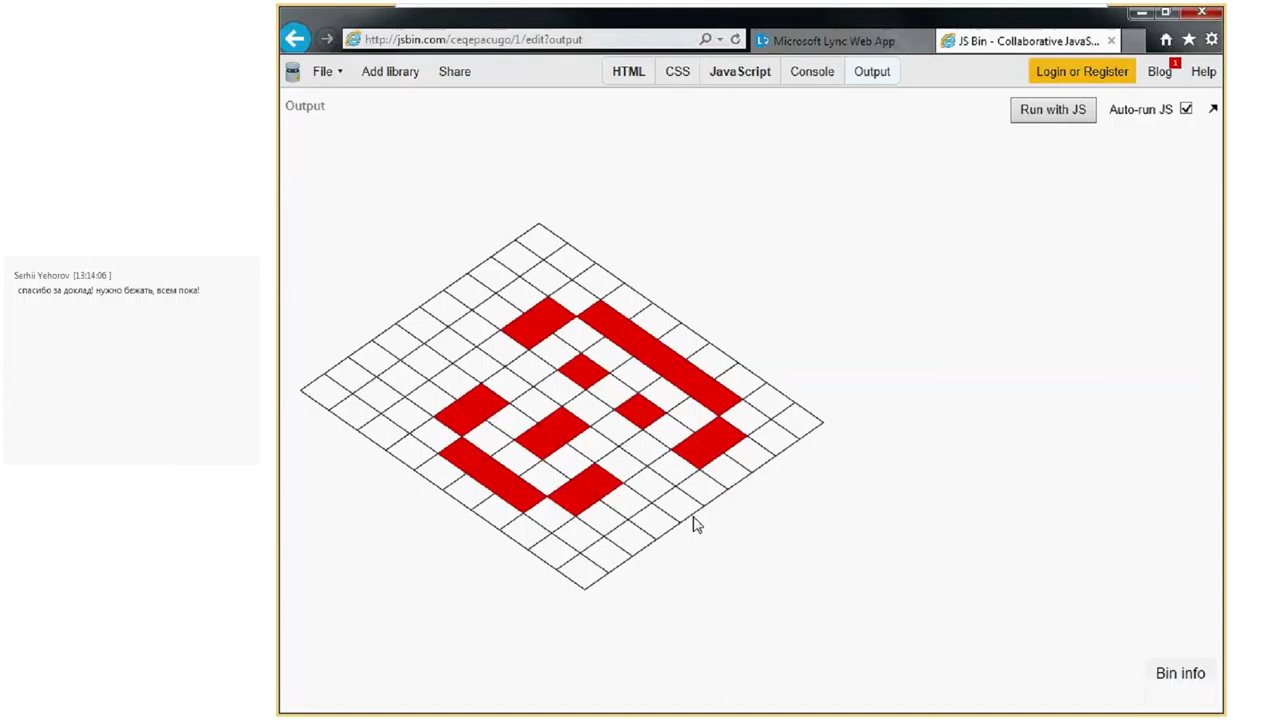 http://jsbin.com/ceqepacugo/1/edit?output
Microsoft Lync Web App
JS Bin - Collaborative JavaS...
File
Add library
Share
HTML
CSS
JavaScript
Console
Output
Login or Register
Blog
1
Help
Output
Run with JS
Auto-run JS
Serhii Yehorov [13:14:06 ]
спасибо за доклад! нужно бежать, всем пока!
Bin info